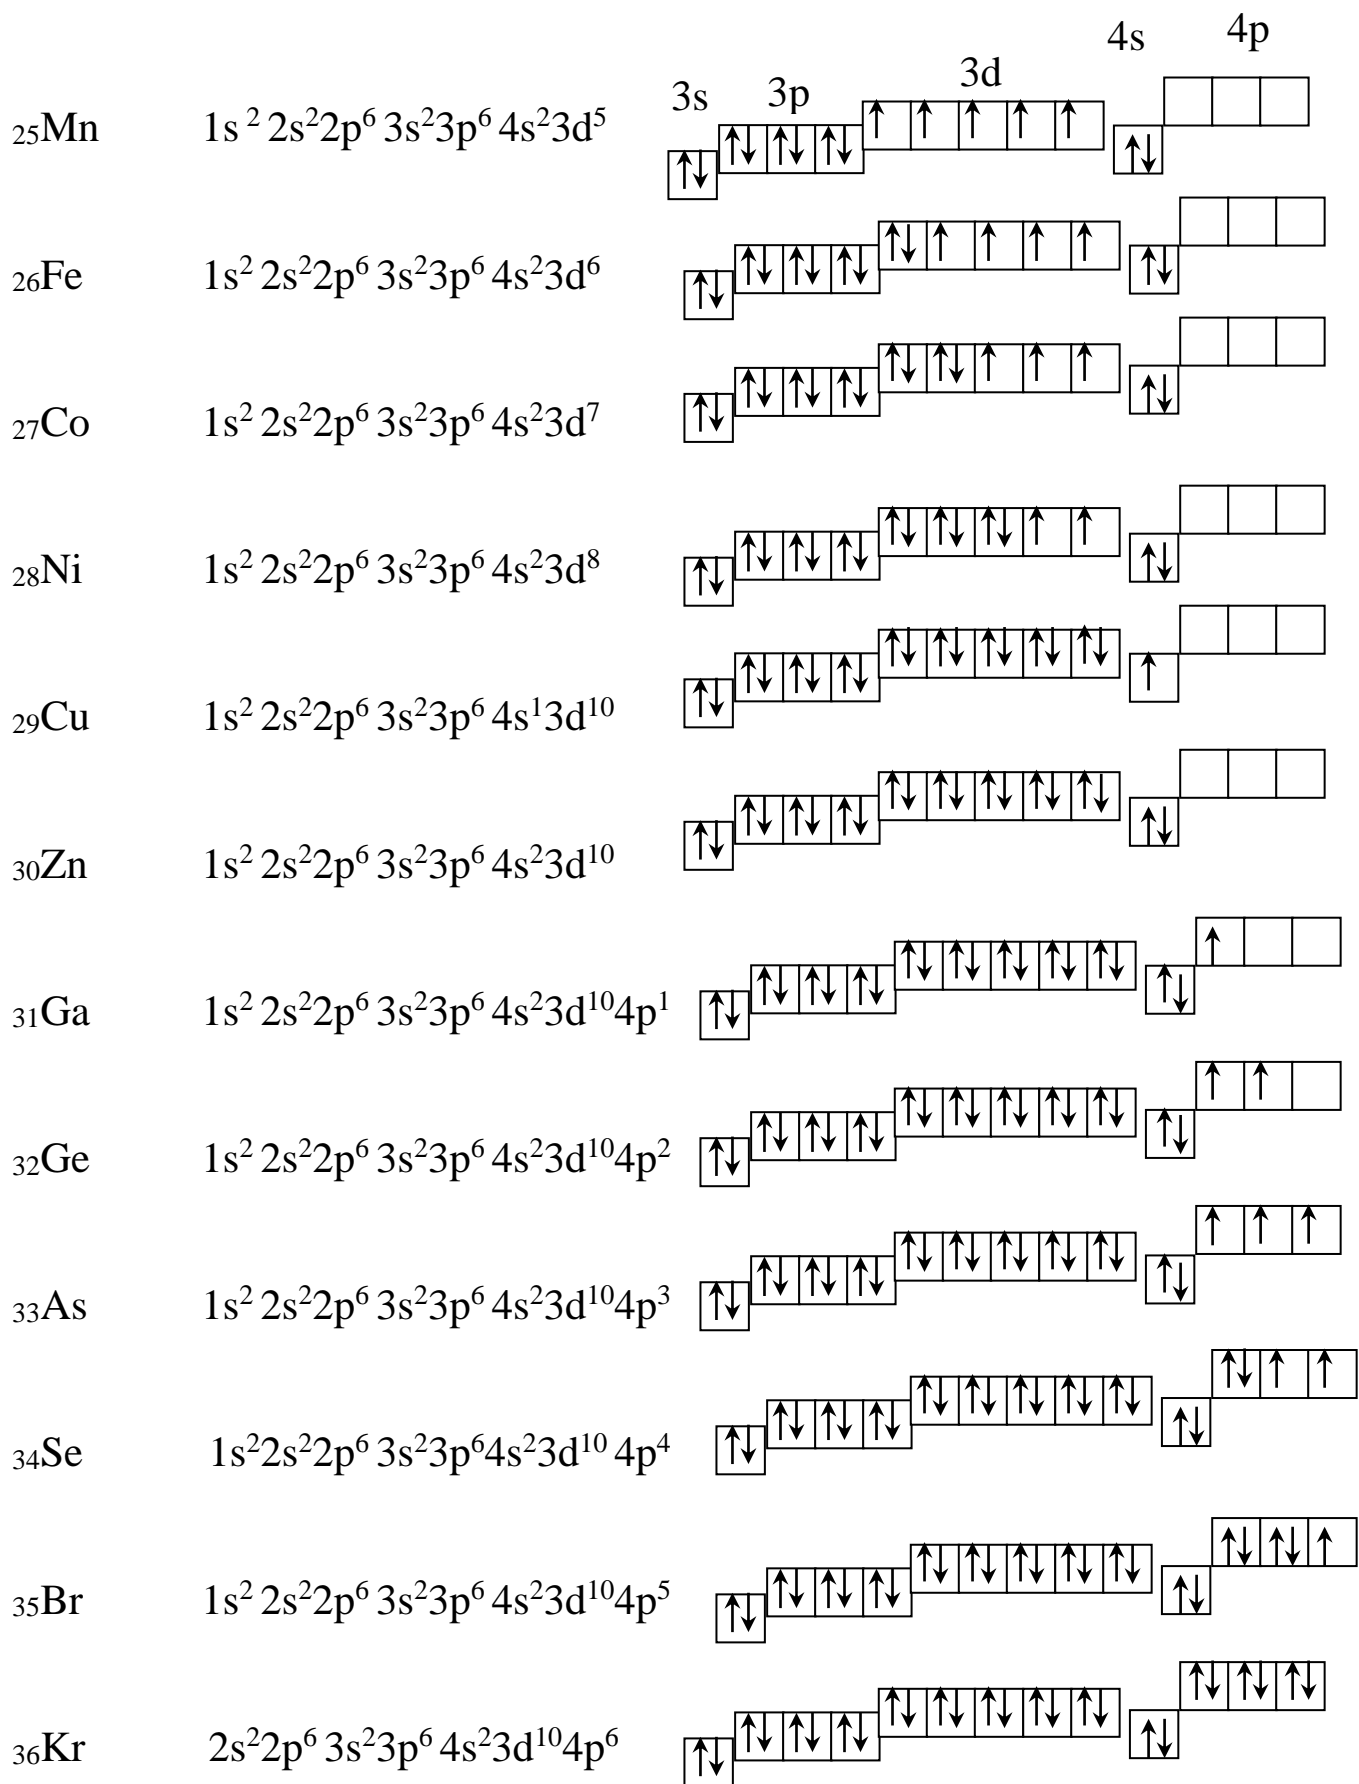 4s 4p
3s 3p 3d
₂₅Mn 1s² 2s²2p⁶ 3s²3p⁶ 4s²3d⁵
₂₆Fe 1s² 2s²2p⁶ 3s²3p⁶ 4s²3d⁶
₂₇Co 1s² 2s²2p⁶ 3s²3p⁶ 4s²3d⁷
₂₈Ni 1s² 2s²2p⁶ 3s²3p⁶ 4s²3d⁸
₂₉Cu 1s² 2s²2p⁶ 3s²3p⁶ 4s¹3d¹⁰
₃₀Zn 1s² 2s²2p⁶ 3s²3p⁶ 4s²3d¹⁰
₃₁Ga 1s² 2s²2p⁶ 3s²3p⁶ 4s²3d¹⁰4p¹
₃₂Ge 1s² 2s²2p⁶ 3s²3p⁶ 4s²3d¹⁰4p²
₃₃As 1s² 2s²2p⁶ 3s²3p⁶ 4s²3d¹⁰4p³
₃₄Se 1s²2s²2p⁶ 3s²3p⁶4s²3d¹⁰ 4p⁴
₃₅Br 1s² 2s²2p⁶ 3s²3p⁶ 4s²3d¹⁰4p⁵
₃₆Kr 2s²2p⁶ 3s²3p⁶ 4s²3d¹⁰4p⁶